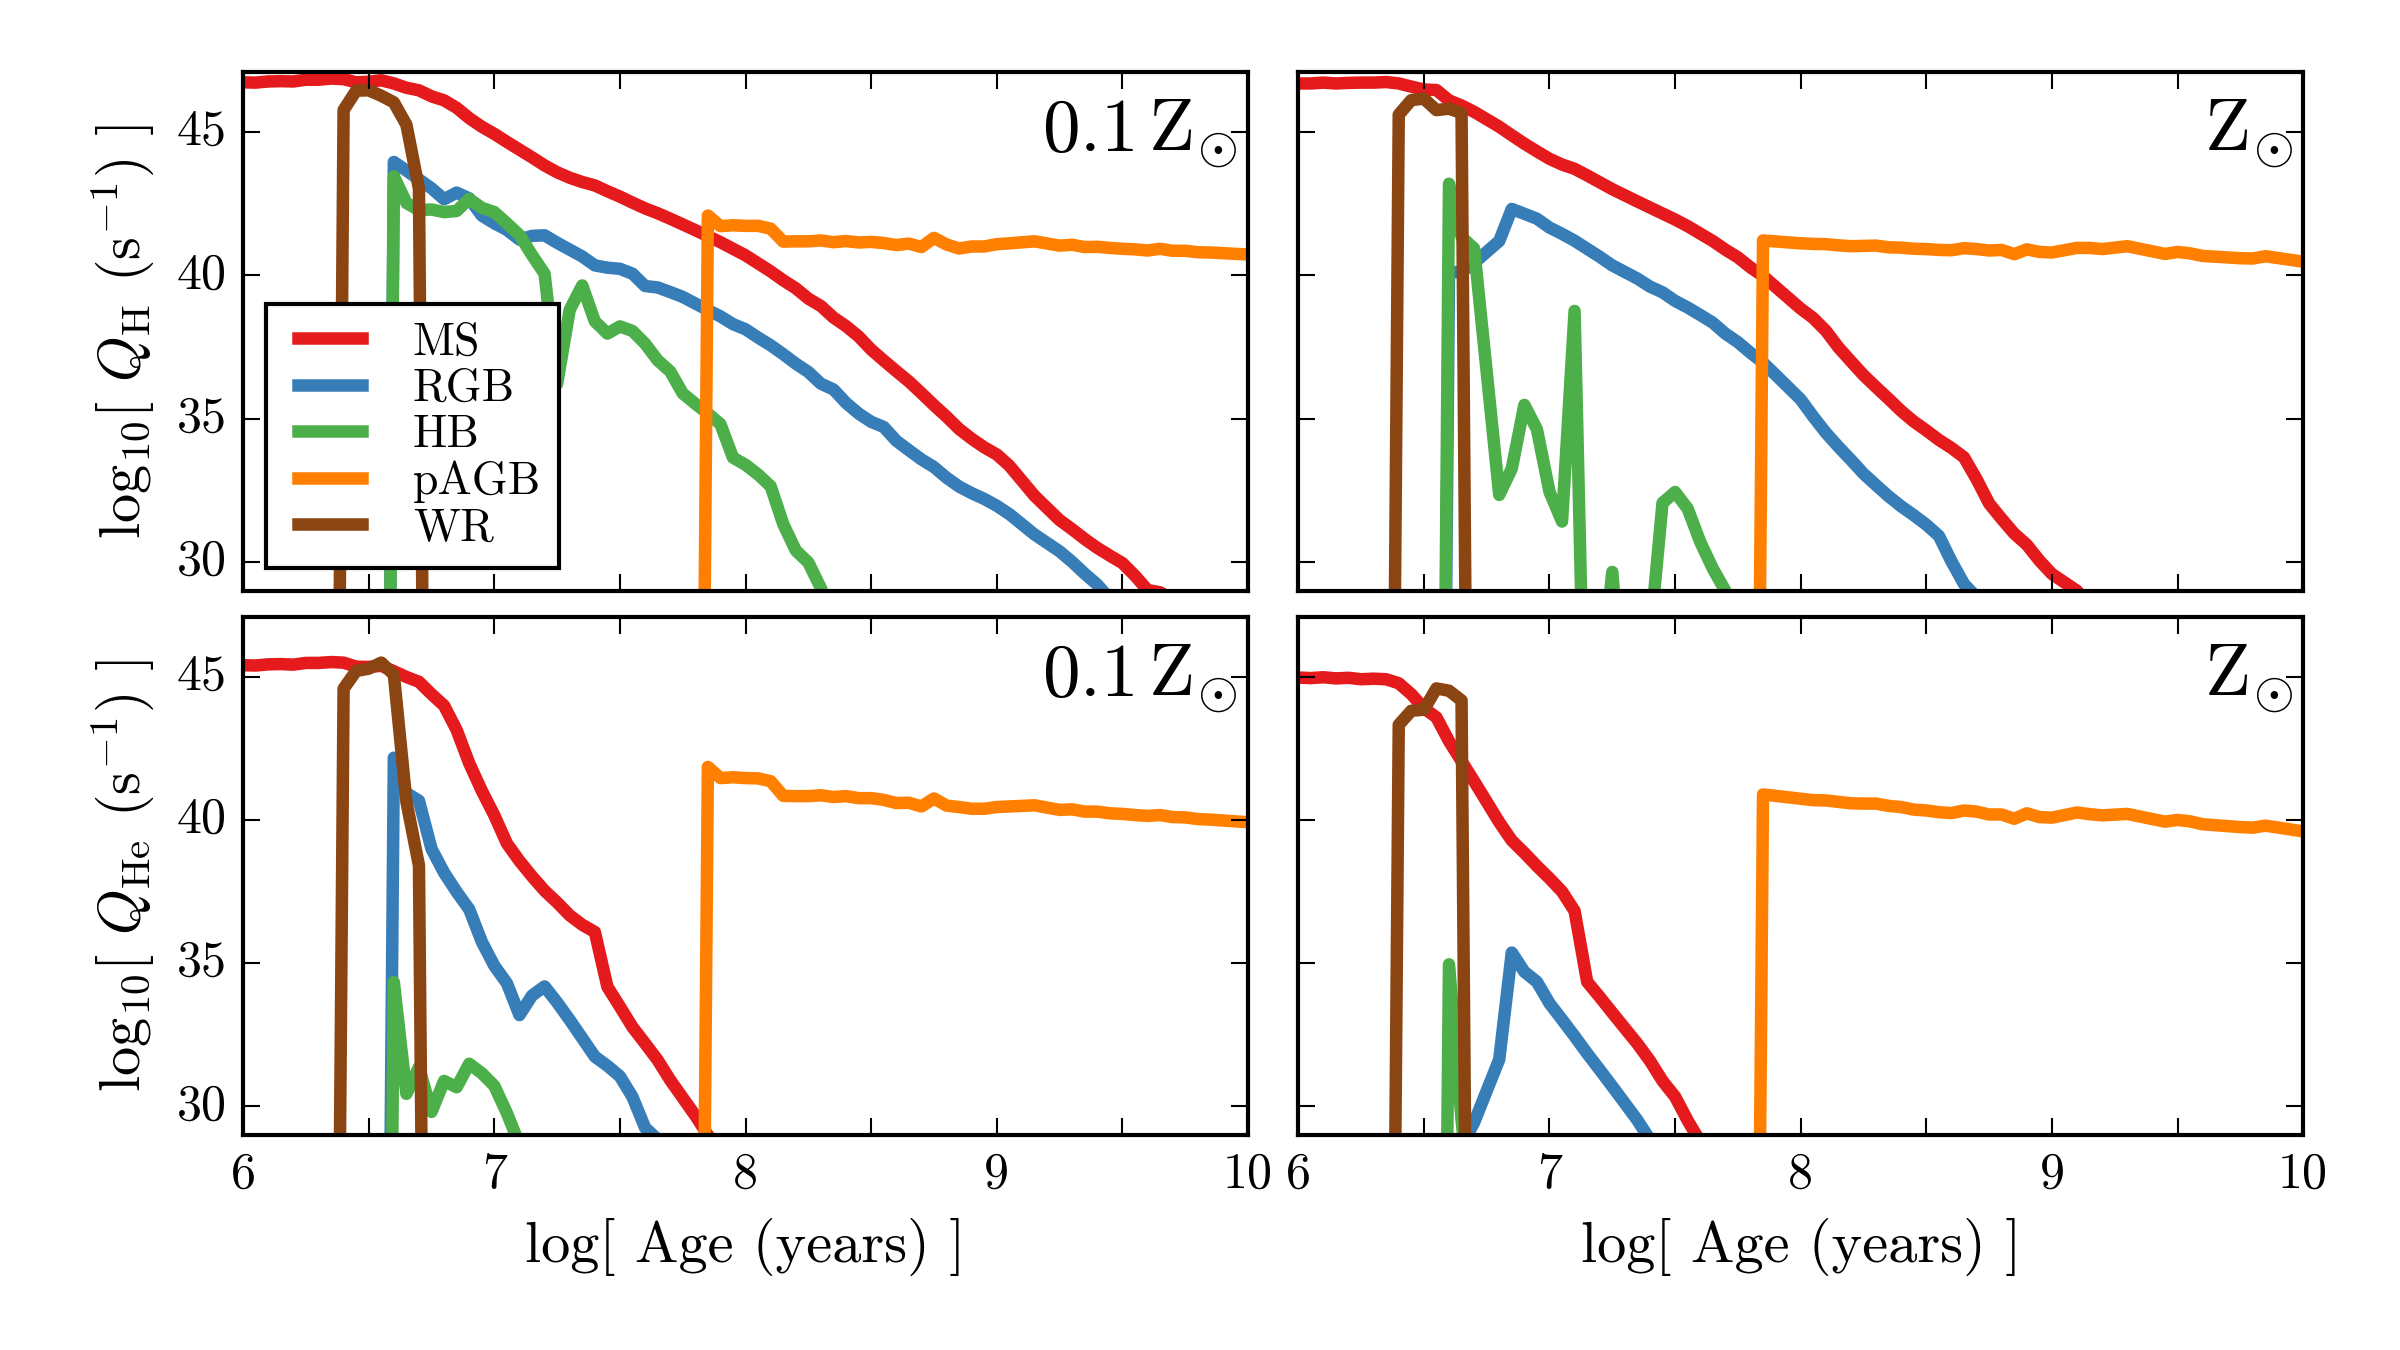 log₁₀[ Q_H (s⁻¹) ]
45
40
35
30
0.1 Z⊙
MS
RGB
HB
pAGB
WR
Z⊙
log₁₀[ Q_He (s⁻¹) ]
45
40
35
30
0.1 Z⊙
Z⊙
6 7 8 9 10
6 7 8 9 10
log[ Age (years) ]
log[ Age (years) ]